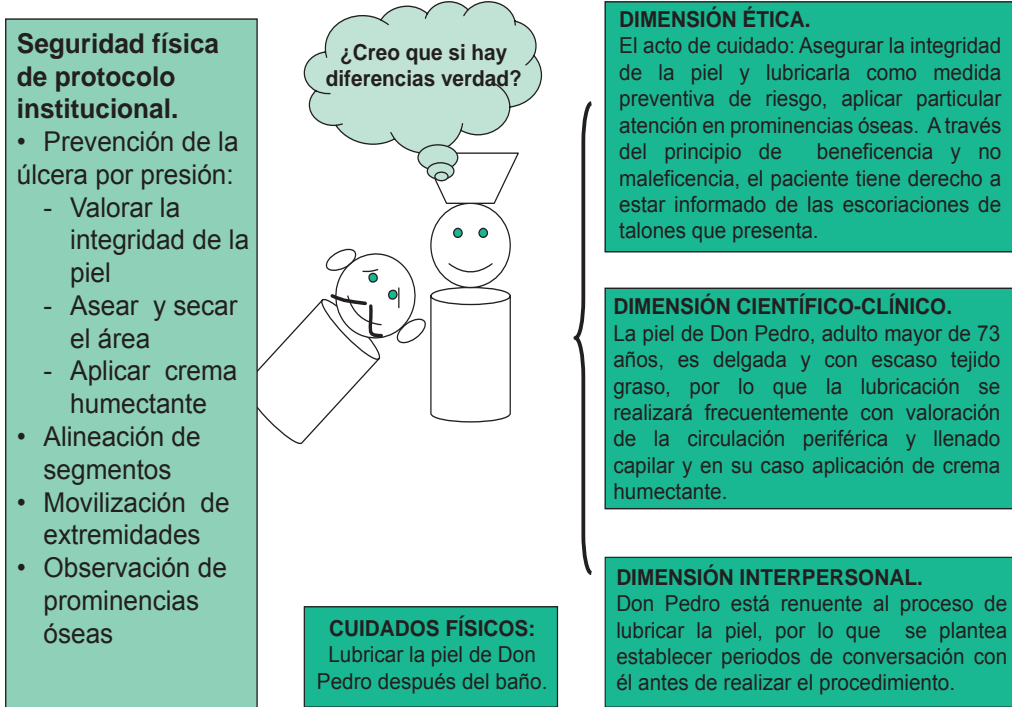 Seguridad física
de protocolo
institucional.
• Prevención de la
úlcera por presión:
- Valorar la
integridad de la
piel
- Asear y secar
el área
- Aplicar crema
humectante
• Alineación de
segmentos
• Movilización de
extremidades
• Observación de
prominencias
óseas
¿Creo que si hay
diferencias verdad?
CUIDADOS FÍSICOS:
Lubricar la piel de Don
Pedro después del baño.
DIMENSIÓN ÉTICA.
El acto de cuidado: Asegurar la integridad
de la piel y lubricarla como medida
preventiva de riesgo, aplicar particular
atención en prominencias óseas. A través
del principio de beneficencia y no
maleficencia, el paciente tiene derecho a
estar informado de las escoriaciones de
talones que presenta.
DIMENSIÓN CIENTÍFICO-CLÍNICO.
La piel de Don Pedro, adulto mayor de 73
años, es delgada y con escaso tejido
graso, por lo que la lubricación se
realizará frecuentemente con valoración
de la circulación periférica y llenado
capilar y en su caso aplicación de crema
humectante.
DIMENSIÓN INTERPERSONAL.
Don Pedro está renuente al proceso de
lubricar la piel, por lo que se plantea
establecer periodos de conversación con
él antes de realizar el procedimiento.